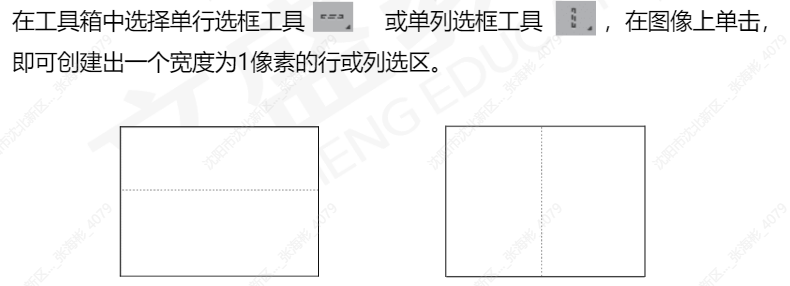 在工具箱中选择单行选框工具 或单列选框工具 ，在图像上单击，
即可创建出一个宽度为1像素的行或列选区。